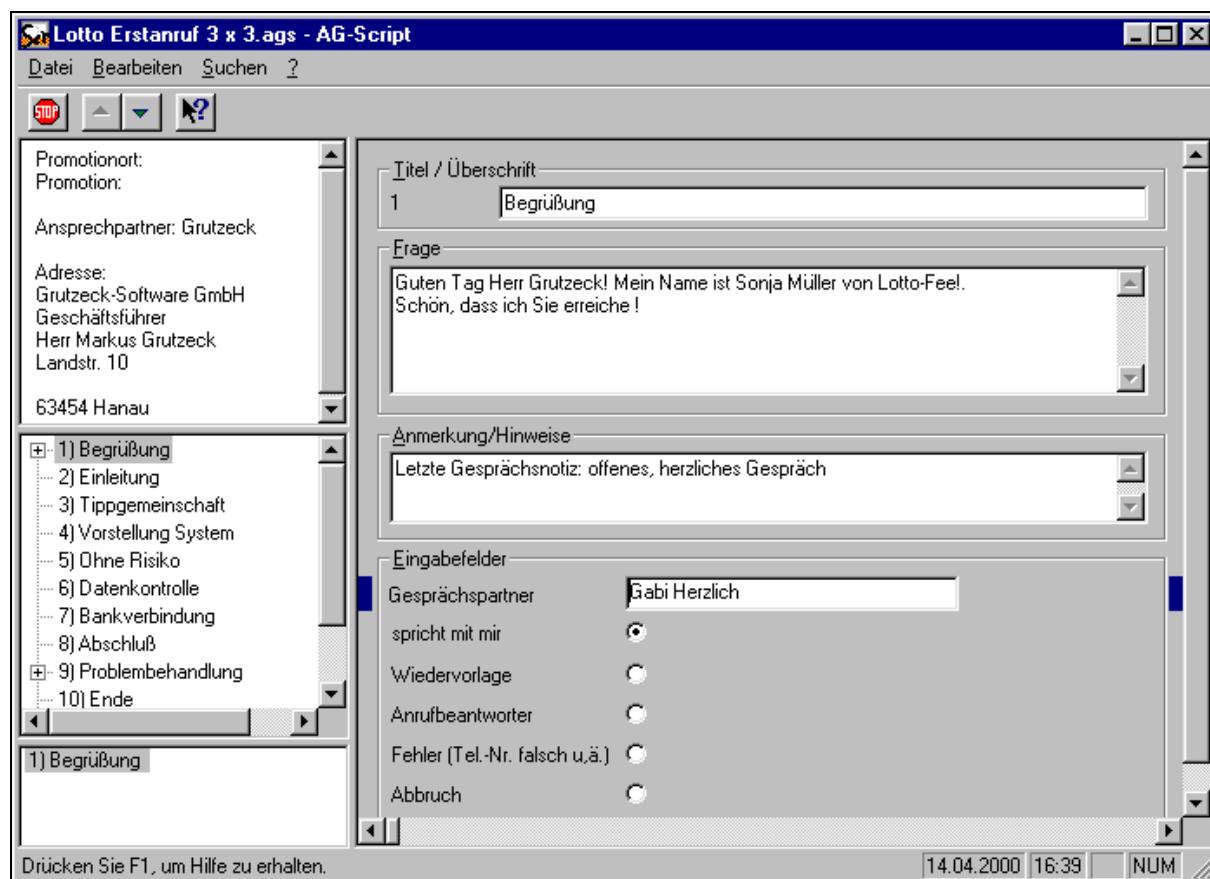 Lotto Erstanruf 3 x 3.ags - AG-Script
Datei Bearbeiten Suchen ?
STOP
Promotionort:
Promotion:
Ansprechpartner: Grutzeck
Adresse:
Grutzeck-Software GmbH
Geschäftsführer
Herr Markus Grutzeck
Landstr. 10
63454 Hanau
1) Begrüßung
2) Einleitung
3) Tippgemeinschaft
4) Vorstellung System
5) Ohne Risiko
6) Datenkontrolle
7) Bankverbindung
8) Abschluß
9) Problembehandlung
10) Ende
1) Begrüßung
Titel / Überschrift
1 Begrüßung
Frage
Guten Tag Herr Grutzeck! Mein Name ist Sonja Müller von Lotto-Fee!.
Schön, dass ich Sie erreiche !
Anmerkung/Hinweise
Letzte Gesprächsnotiz: offenes, herzliches Gespräch
Eingabefelder
Gesprächspartner Gabi Herzlich
spricht mit mir
Wiedervorlage
Anrufbeantworter
Fehler (Tel.-Nr. falsch u,ä.)
Abbruch
Drücken Sie F1, um Hilfe zu erhalten.
14.04.2000 16:39 NUM